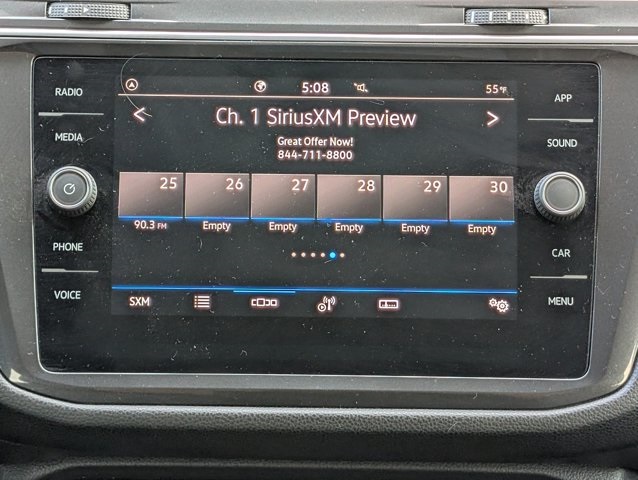 RADIO
MEDIA
PHONE
VOICE
5:08
55°F
Ch. 1 SiriusXM Preview
Great Offer Now!
844-711-8800
25 26 27 28 29 30
90.3 FM Empty Empty Empty Empty Empty
SXM
APP
SOUND
CAR
MENU